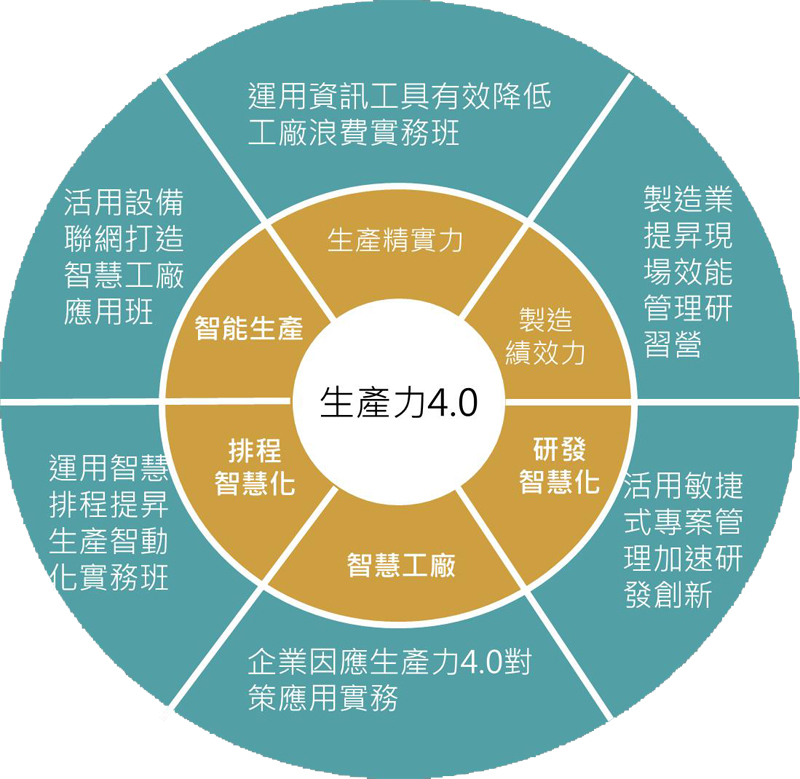 運用資訊工具有效降低
工廠浪費實務班
製造業
提昇現
場效能
管理研
習營
活用敏捷
式專案管
理加速研
發創新
企業因應生產力4.0對
策應用實務
運用智慧
排程提昇
生產智動
化實務班
活用設備
聯網打造
智慧工廠
應用班
生產精實力
製造
績效力
研發
智慧化
智慧工廠
排程
智慧化
智能生產
生產力4.0